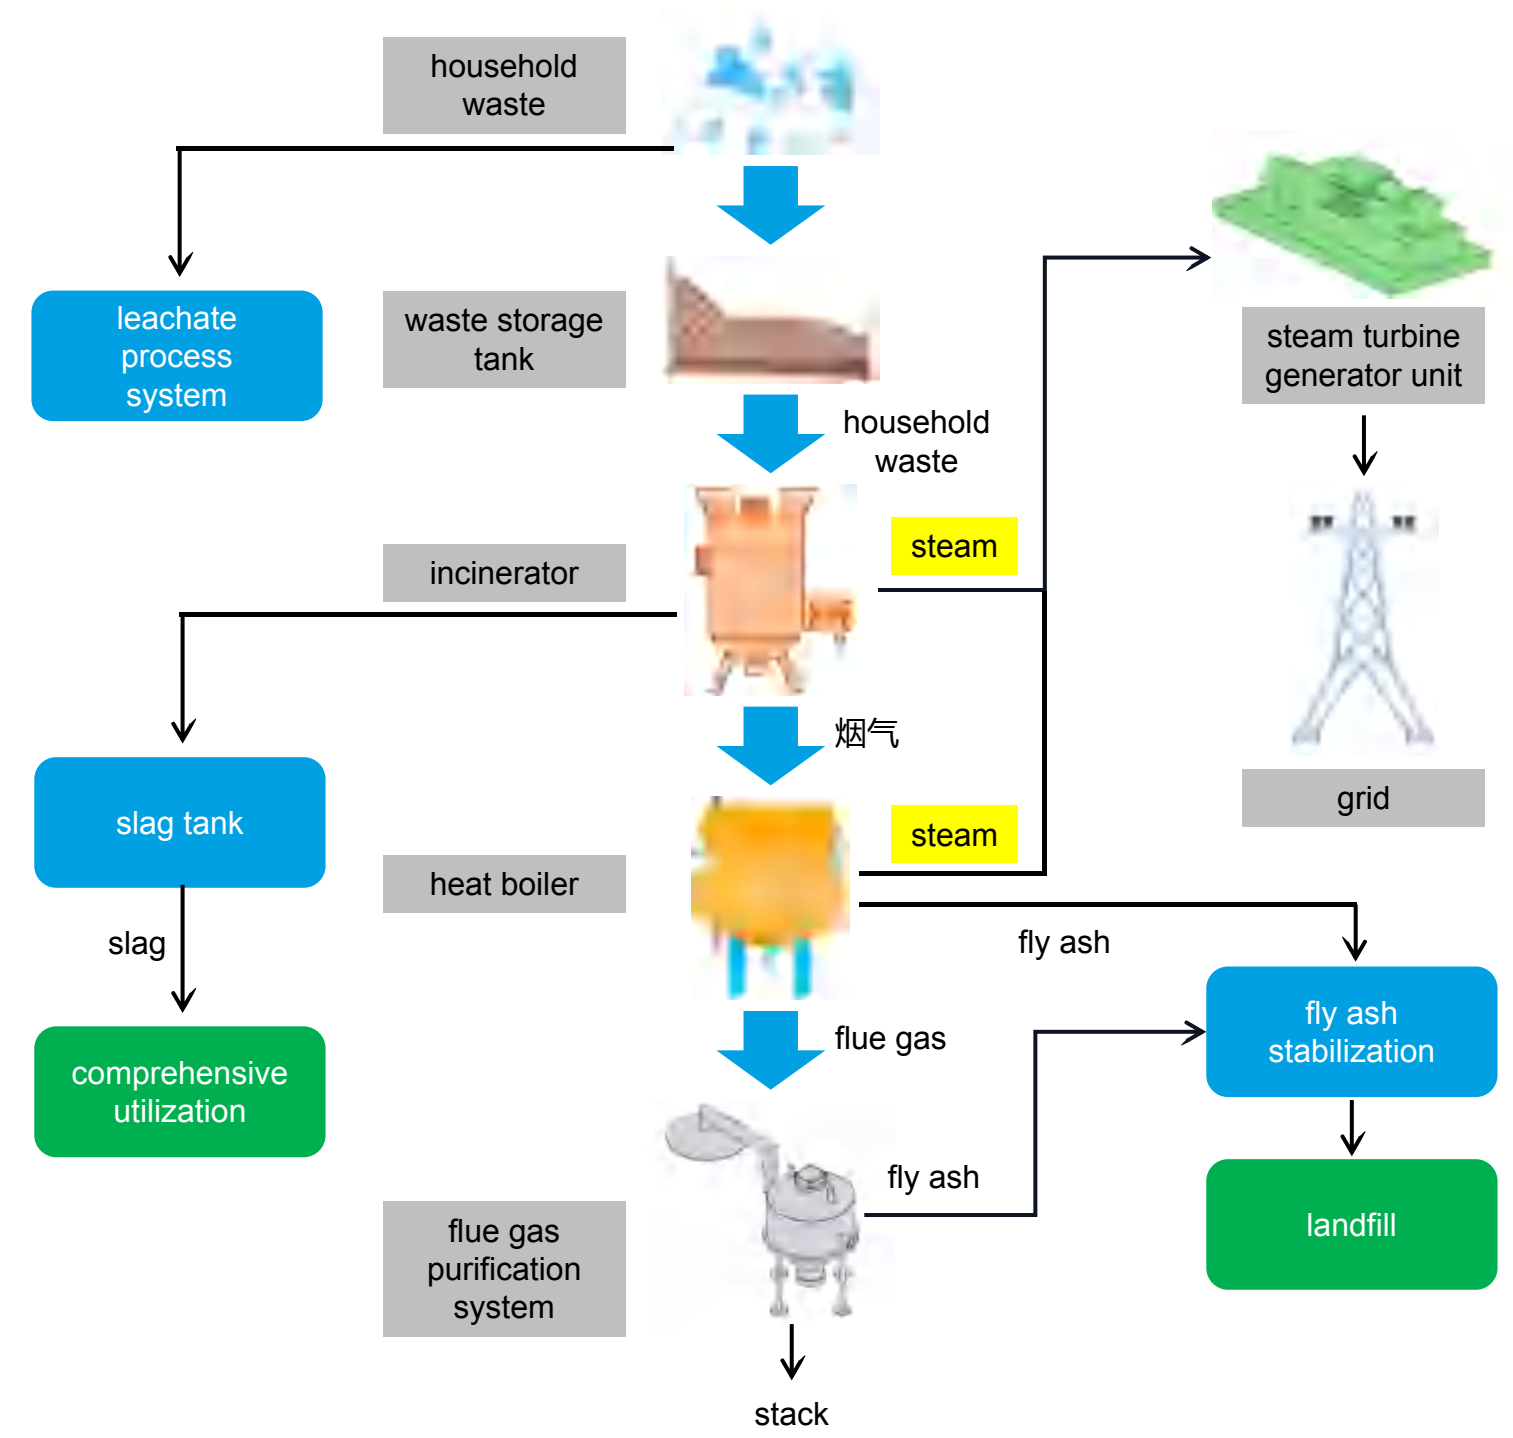 household
waste
leachate
process
system
waste storage
tank
steam turbine
generator unit
household
waste
steam
incinerator
烟气
slag tank
steam
grid
heat boiler
slag
fly ash
fly ash
stabilization
flue gas
comprehensive
utilization
fly ash
landfill
flue gas
purification
system
stack